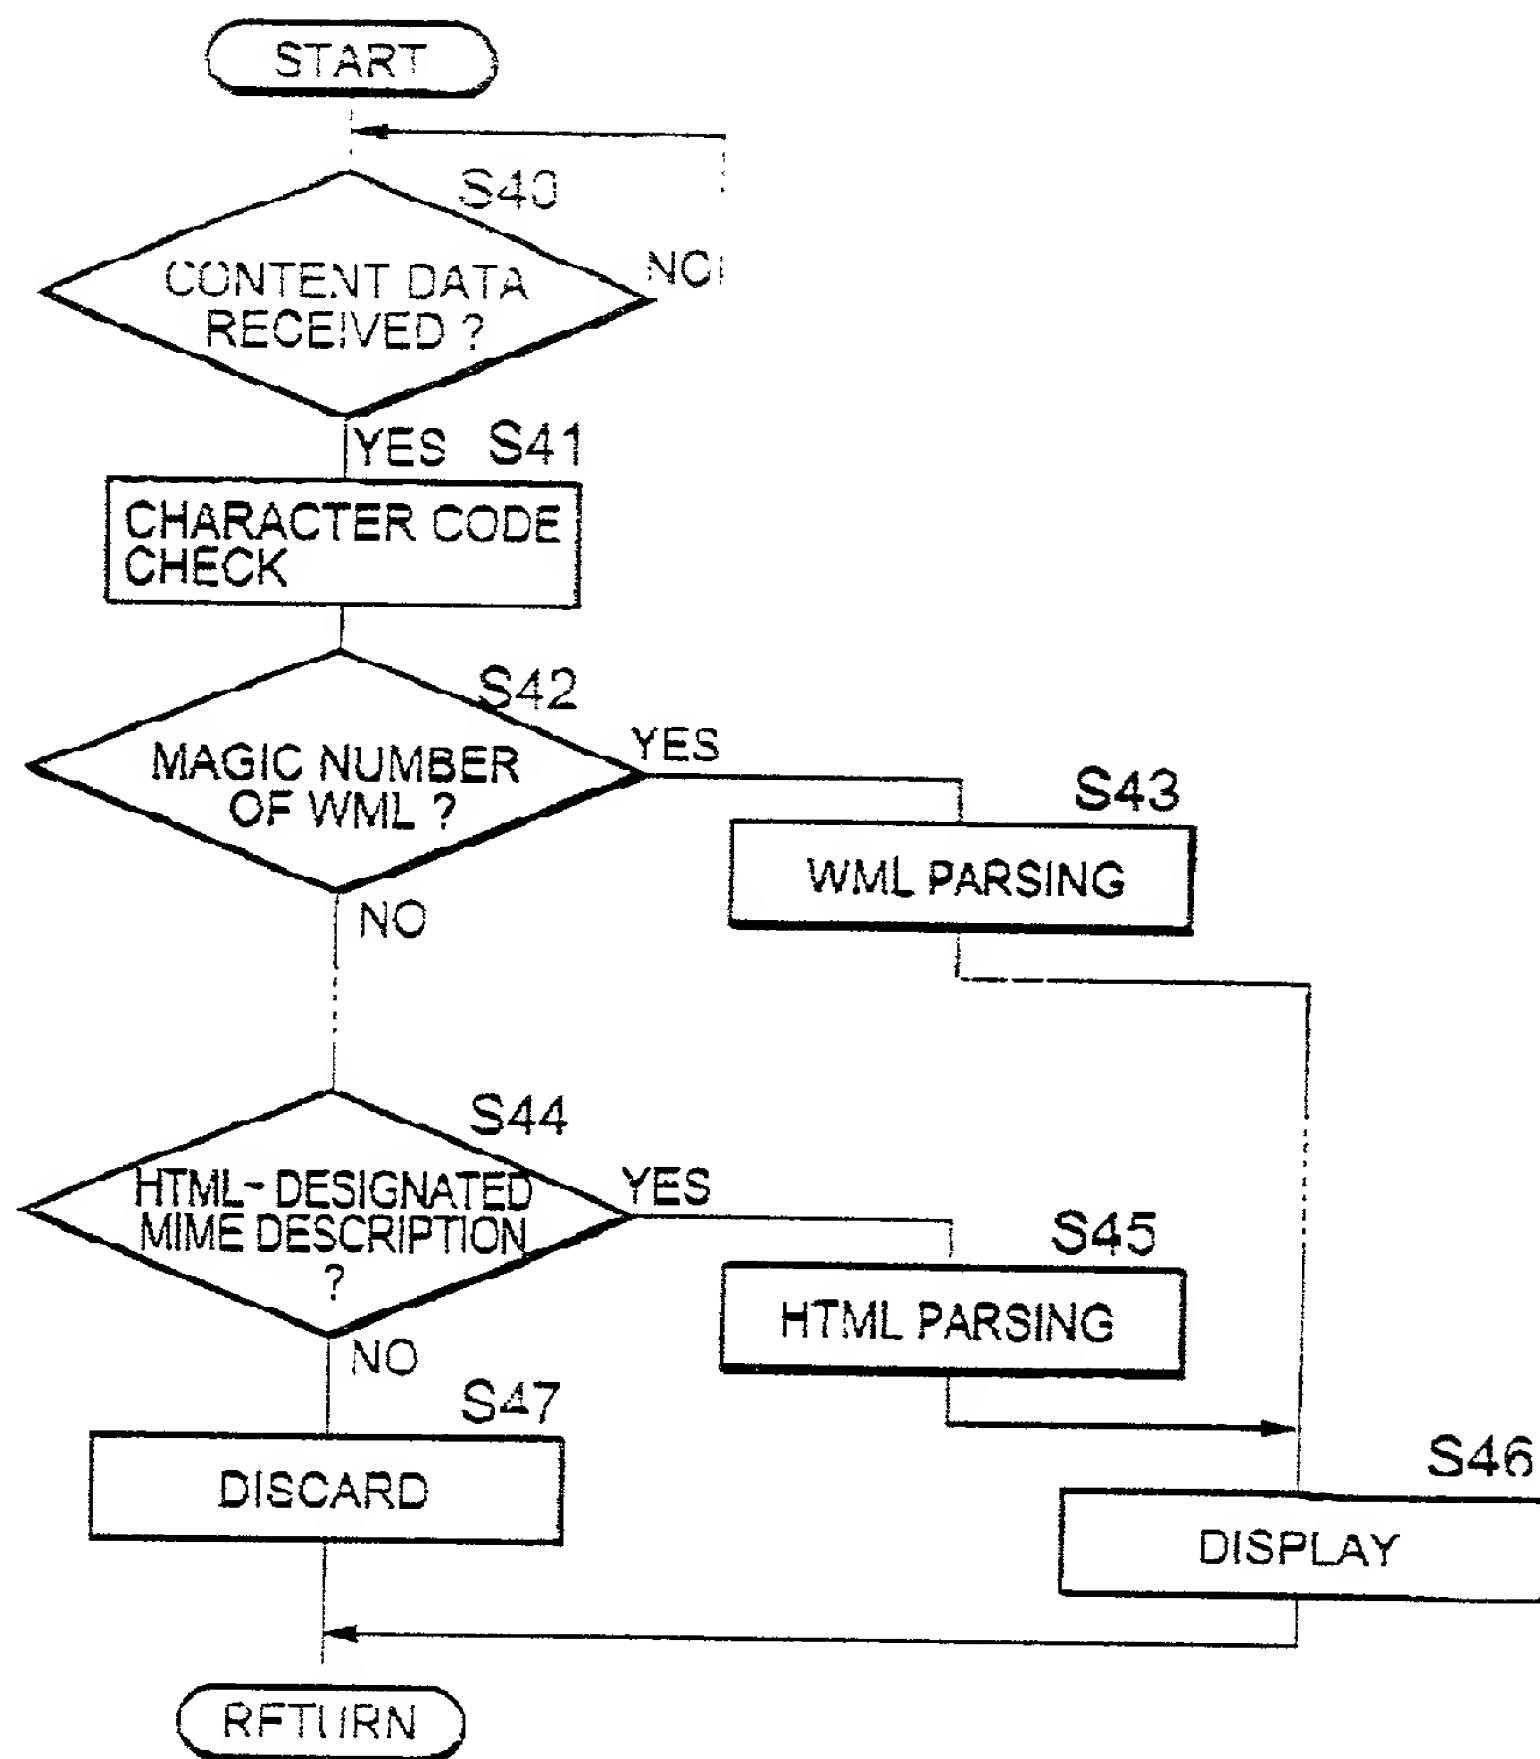 START
S40
CONTENT DATA
RECEIVED ?
NO
YES
S41
CHARACTER CODE
CHECK
S42
MAGIC NUMBER
OF WML ?
YES
S43
WML PARSING
NO
S44
HTML-DESIGNATED
MIME DESCRIPTION
?
YES
S45
HTML PARSING
NO
S47
DISCARD
S46
DISPLAY
RETURN